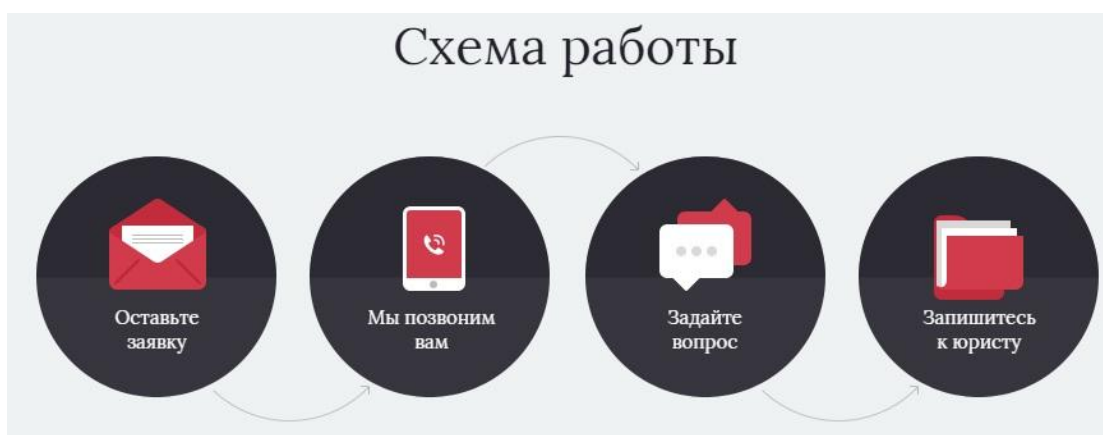 Схема работы
Оставьте
заявку
Мы позвоним
вам
Задайте
вопрос
Запишитесь
к юристу